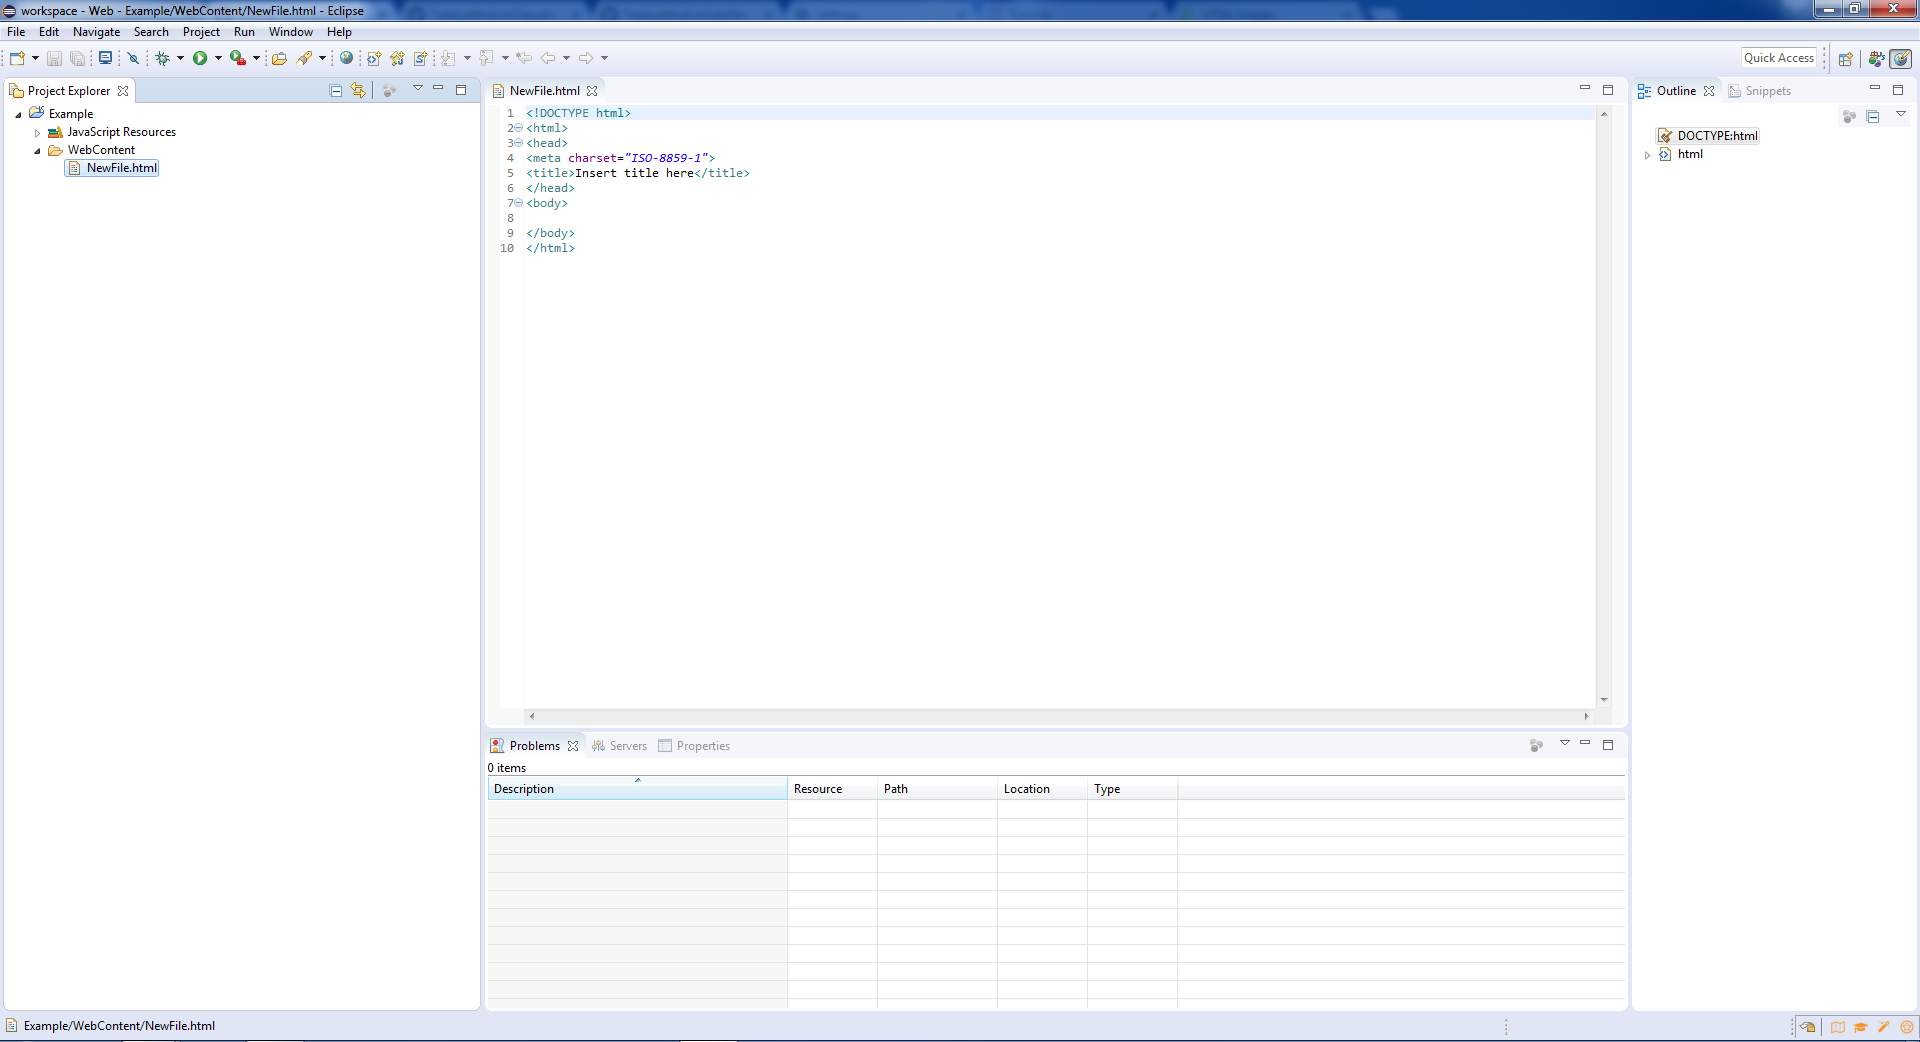 workspace - Web - Example/WebContent/NewFile.html - Eclipse
File Edit Navigate Search Project Run Window Help
Quick Access
Project Explorer
Example
JavaScript Resources
WebContent
NewFile.html
NewFile.html
1 <!DOCTYPE html>
2 <html>
3 <head>
4 <meta charset="ISO-8859-1">
5 <title>Insert title here</title>
6 </head>
7 <body>
8
9 </body>
10 </html>
Outline Snippets
DOCTYPE:html
html
Problems Servers Properties
0 items
Description Resource Path Location Type
Example/WebContent/NewFile.html